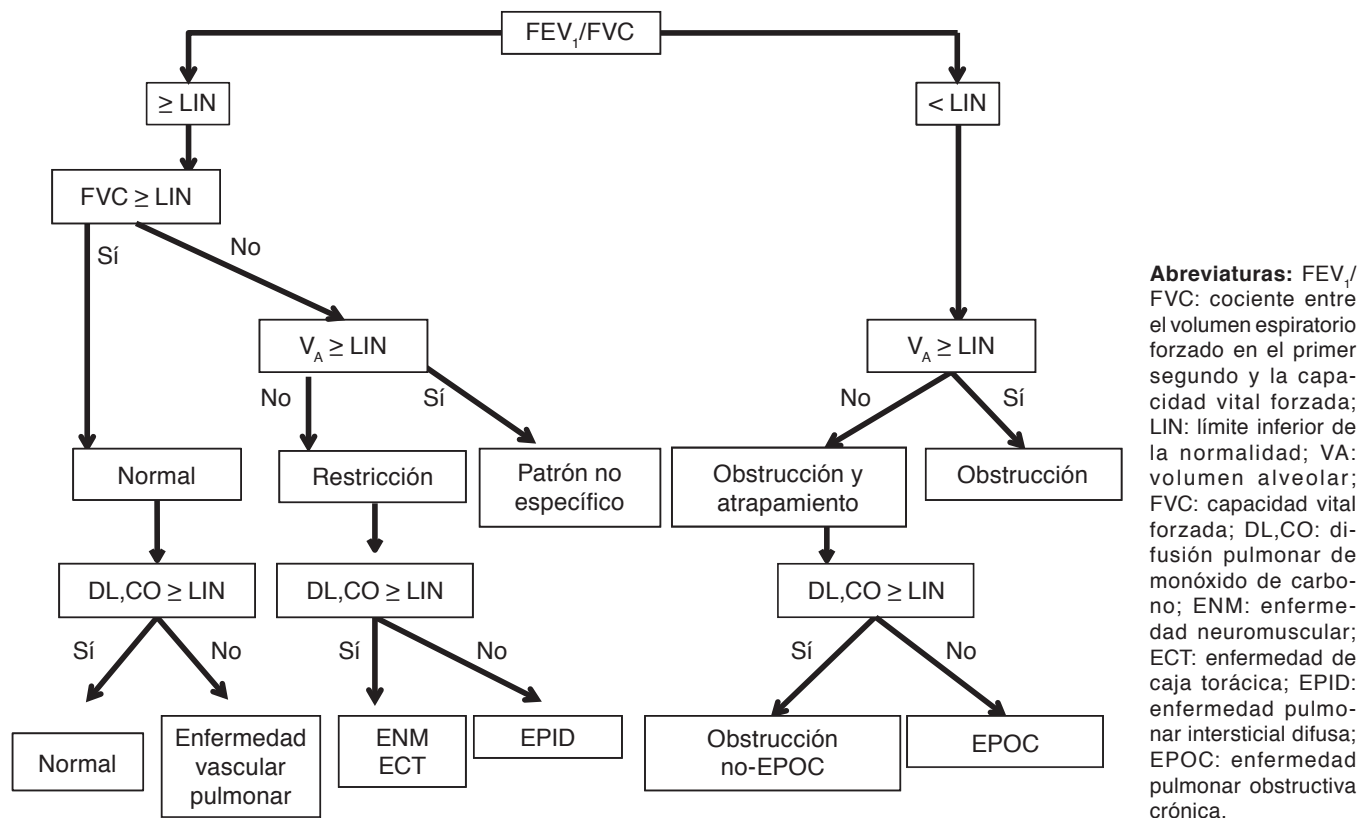 FEV₁/FVC
≥ LIN
< LIN
FVC ≥ LIN
Sí
No
V_A ≥ LIN
V_A ≥ LIN
No
Sí
No
Sí
Normal
Restricción
Patrón no
específico
Obstrucción y
atrapamiento
Obstrucción
DL,CO ≥ LIN
DL,CO ≥ LIN
DL,CO ≥ LIN
Sí
No
Sí
No
Sí
No
Normal
Enfermedad
vascular
pulmonar
ENM
ECT
EPID
Obstrucción
no-EPOC
EPOC
Abreviaturas: FEV₁/
FVC: cociente entre
el volumen espiratorio
forzado en el primer
segundo y la capa-
cidad vital forzada;
LIN: límite inferior de
la normalidad; VA:
volumen alveolar;
FVC: capacidad vital
forzada; DL,CO: di-
fusión pulmonar de
monóxido de carbo-
no; ENM: enferme-
dad neuromuscular;
ECT: enfermedad de
caja torácica; EPID:
enfermedad pulmo-
nar intersticial difusa;
EPOC: enfermedad
pulmonar obstructiva
crónica.